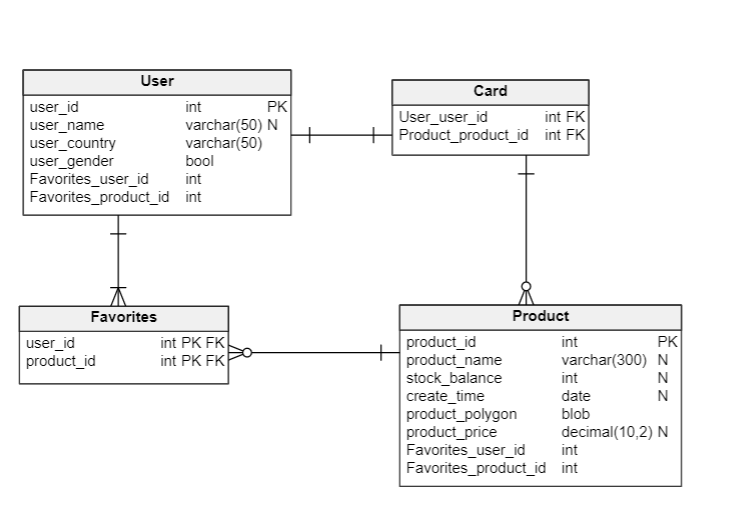 User
user_id int PK
user_name varchar(50) N
user_country varchar(50)
user_gender bool
Favorites_user_id int
Favorites_product_id int
Card
User_user_id int FK
Product_product_id int FK
Favorites
user_id int PK FK
product_id int PK FK
Product
product_id int PK
product_name varchar(300) N
stock_balance int N
create_time date N
product_polygon blob
product_price decimal(10,2) N
Favorites_user_id int
Favorites_product_id int